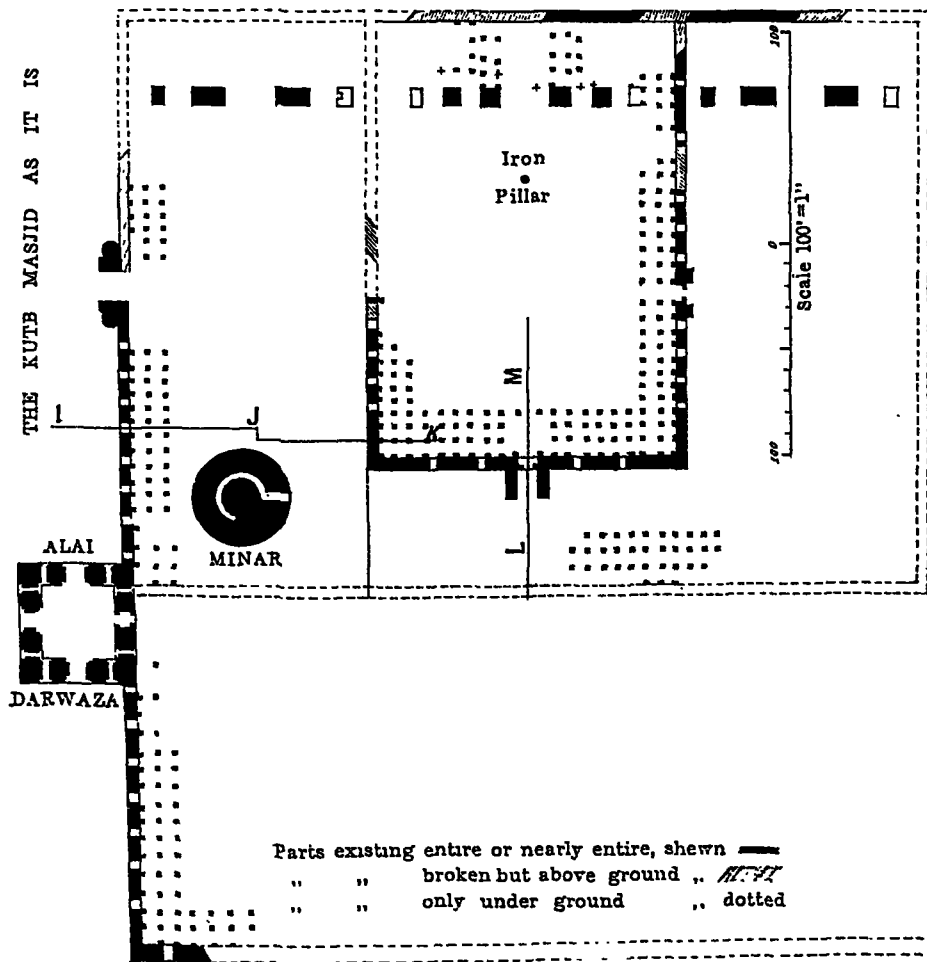 THE KUTB MASJID AS IT IS
Iron
Pillar
100
0
100
Scale 100'=1"
I
J
K
M
L
MINAR
ALAI
DARWAZA
Parts existing entire or nearly entire, shewn
„ „ broken but above ground „
„ „ only under ground „ dotted